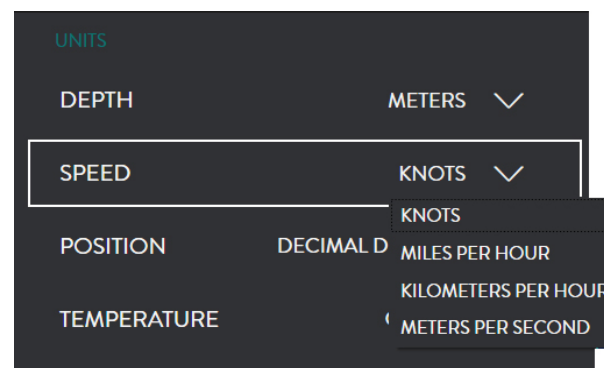 UNITS
DEPTH METERS
SPEED KNOTS
KNOTS
POSITION DECIMAL D
MILES PER HOUR
KILOMETERS PER HOUR
TEMPERATURE
METERS PER SECOND